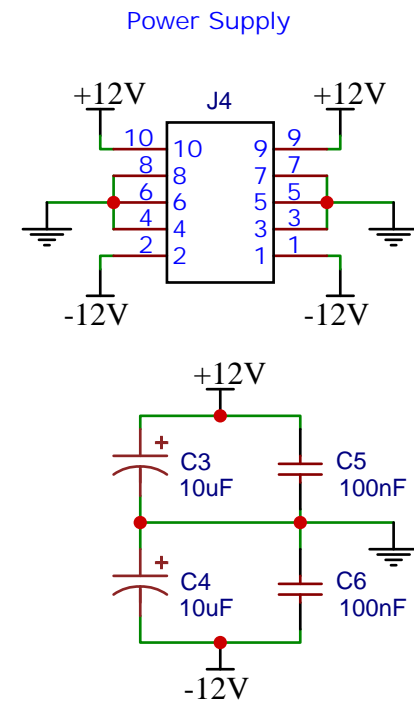 Power Supply
+12V J4 +12V
10 10 9 9
8 8 7 7
6 6 5 5
4 4 3 3
2 2 1 1
-12V -12V
+12V
+ C3 C5
10uF 100nF
+ C4 C6
10uF 100nF
-12V